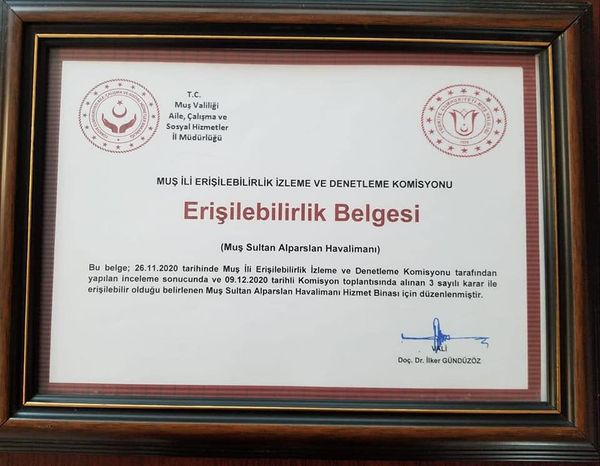 T.C.
Muş Valiliği
Aile, Çalışma ve
Sosyal Hizmetler
İl Müdürlüğü
MUŞ İLİ ERİŞİLEBİLİRLİK İZLEME VE DENETLEME KOMİSYONU
Erişilebilirlik Belgesi
(Muş Sultan Alparslan Havalimanı)
Bu belge; 26.11.2020 tarihinde Muş İli Erişilebilirlik İzleme ve Denetleme Komisyonu tarafından
yapılan inceleme sonucunda ve 09.12.2020 tarihli Komisyon toplantısında alınan 3 sayılı karar ile
erişilebilir olduğu belirlenen Muş Sultan Alparslan Havalimanı Hizmet Binası için düzenlenmiştir.
VALİ
Doç. Dr. İlker GÜNDÜZÖZ